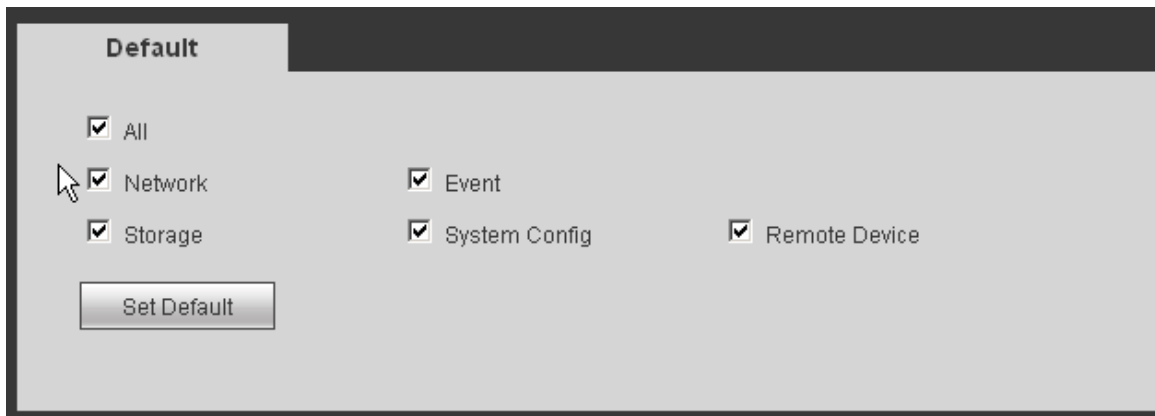 Default
All
Network Event
Storage System Config Remote Device
Set Default